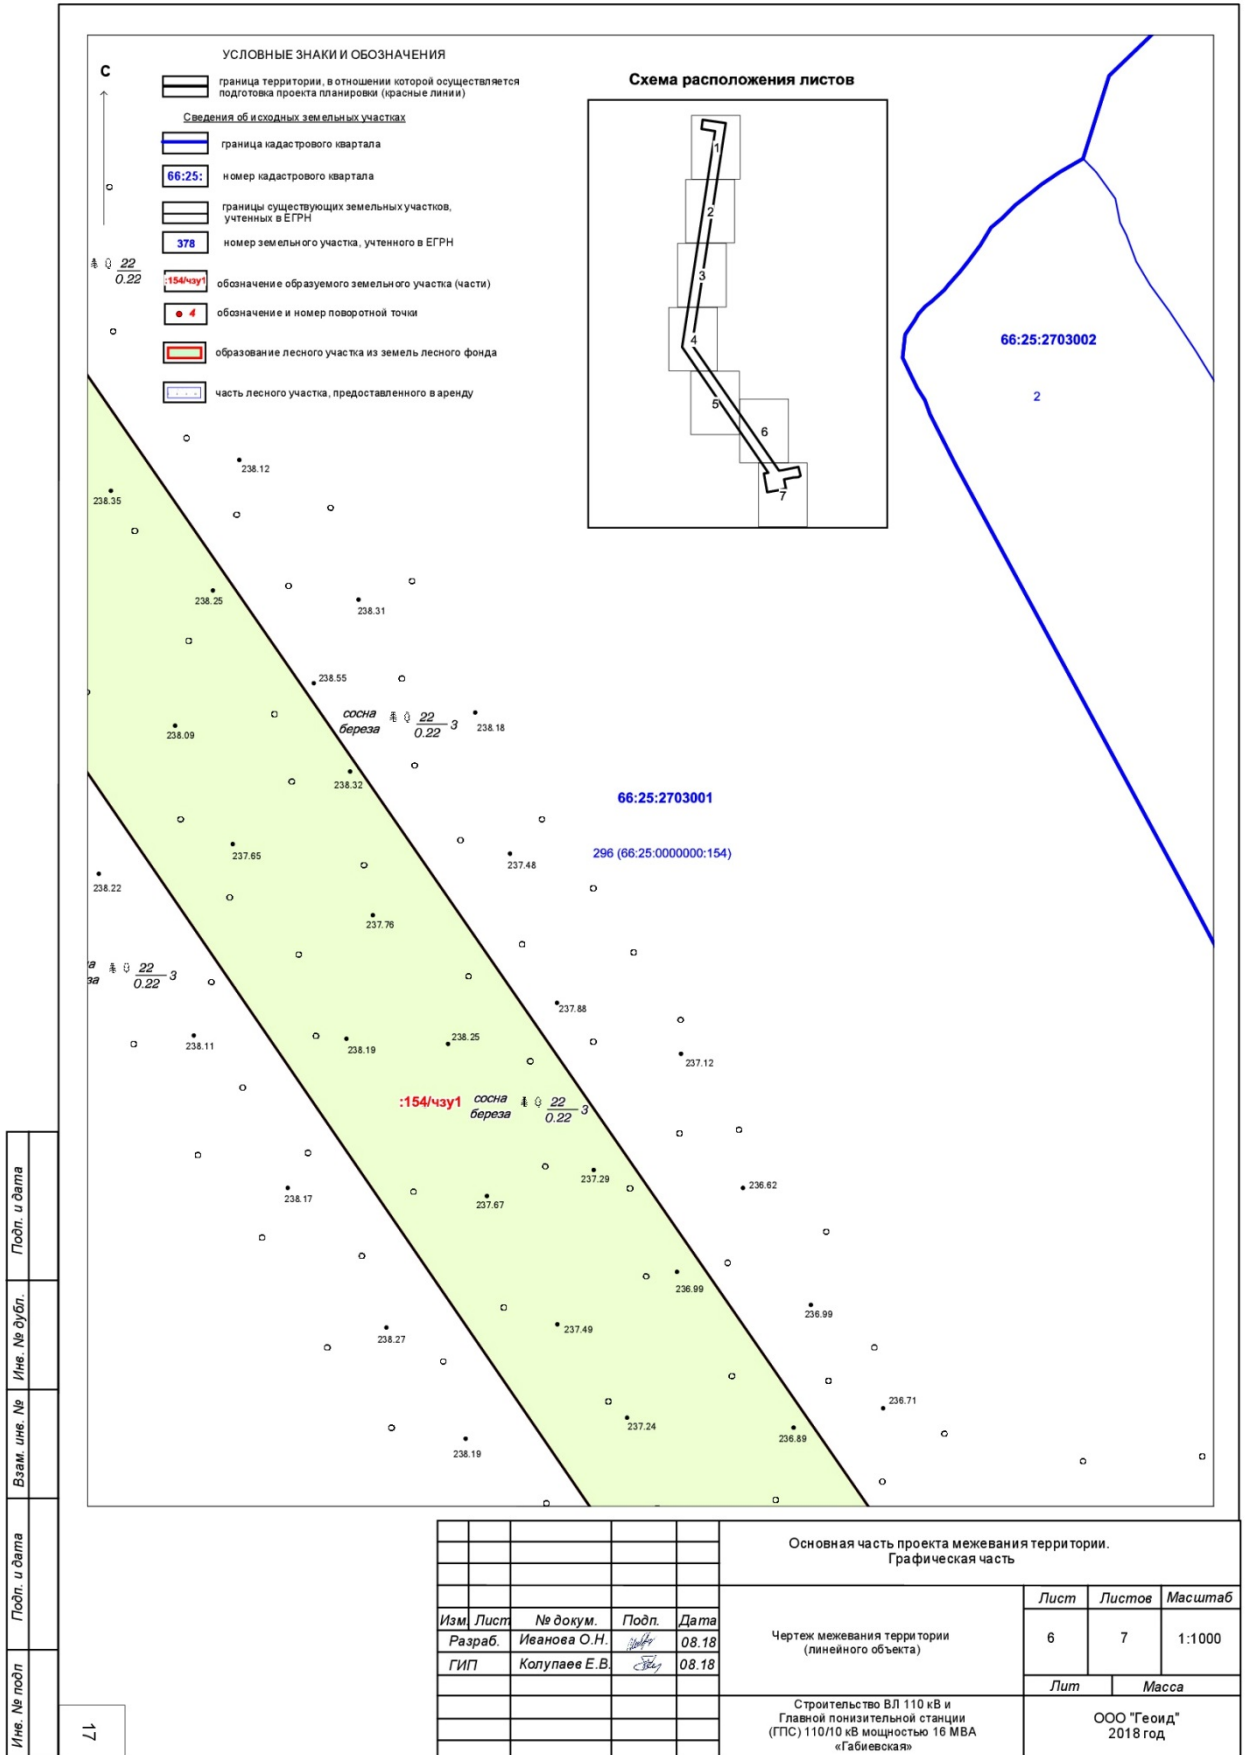 УСЛОВНЫЕ ЗНАКИ И ОБОЗНАЧЕНИЯ
С
граница территории, в отношении которой осуществляется
подготовка проекта планировки (красные линии)
Сведения об исходных земельных участках
граница кадастрового квартала
66:25:
номер кадастрового квартала
границы существующих земельных участков,
учтенных в ЕГРН
378
номер земельного участка, учтенного в ЕГРН
:154/чзу1
обозначение образуемого земельного участка (части)
4
обозначение и номер поворотной точки
образование лесного участка из земель лесного фонда
часть лесного участка, предоставленного в аренду
Схема расположения листов
1
2
3
4
5
6
7
22
0.22
66:25:2703002
2
238.12
238.35
238.25
238.31
238.55
сосна
береза
22
0.22
3
238.18
238.09
238.32
66:25:2703001
296 (66:25:0000000:154)
237.65
237.48
238.22
237.76
на
за
22
0.22
3
237.88
238.11
238.19
238.25
237.12
:154/чзу1
сосна
береза
22
0.22
3
237.29
238.17
237.67
236.62
236.99
236.99
238.27
237.49
236.71
237.24
236.89
238.19
Подп. и дата
Инв. № дубл.
Взам. инв. №
Подп. и дата
Инв. № подл
17
Основная часть проекта межевания территории.
Графическая часть
Изм.
Лист
№ докум.
Подп.
Дата
Разраб.
Иванова О.Н.
08.18
ГИП
Колупаев Е.В.
08.18
Чертеж межевания территории
(линейного объекта)
Лист
Листов
Масштаб
6
7
1:1000
Лит
Масса
Строительство ВЛ 110 кВ и
Главной понизительной станции
(ГПС) 110/10 кВ мощностью 16 МВА
«Габиевская»
ООО "Геоид"
2018 год